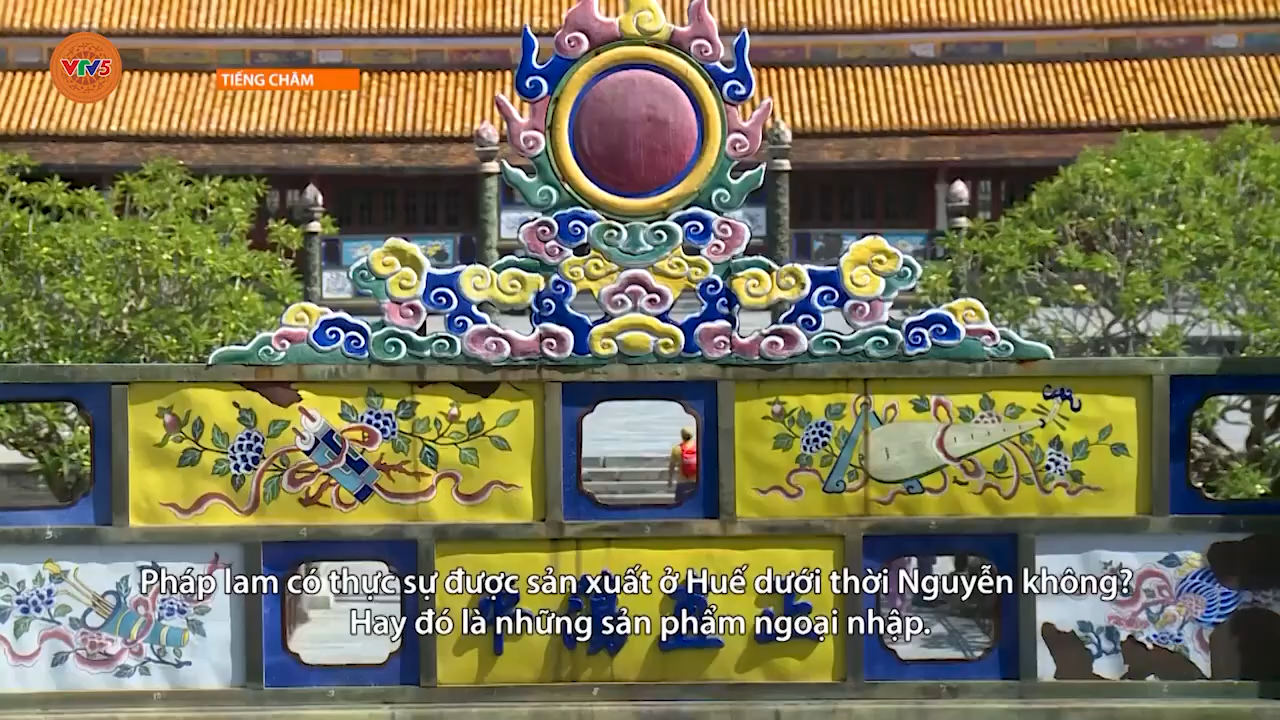 VTV5
TIẾNG CHĂM
Pháp lam có thực sự được sản xuất ở Huế dưới thời Nguyễn không?
Hay đó là những sản phẩm ngoại nhập.